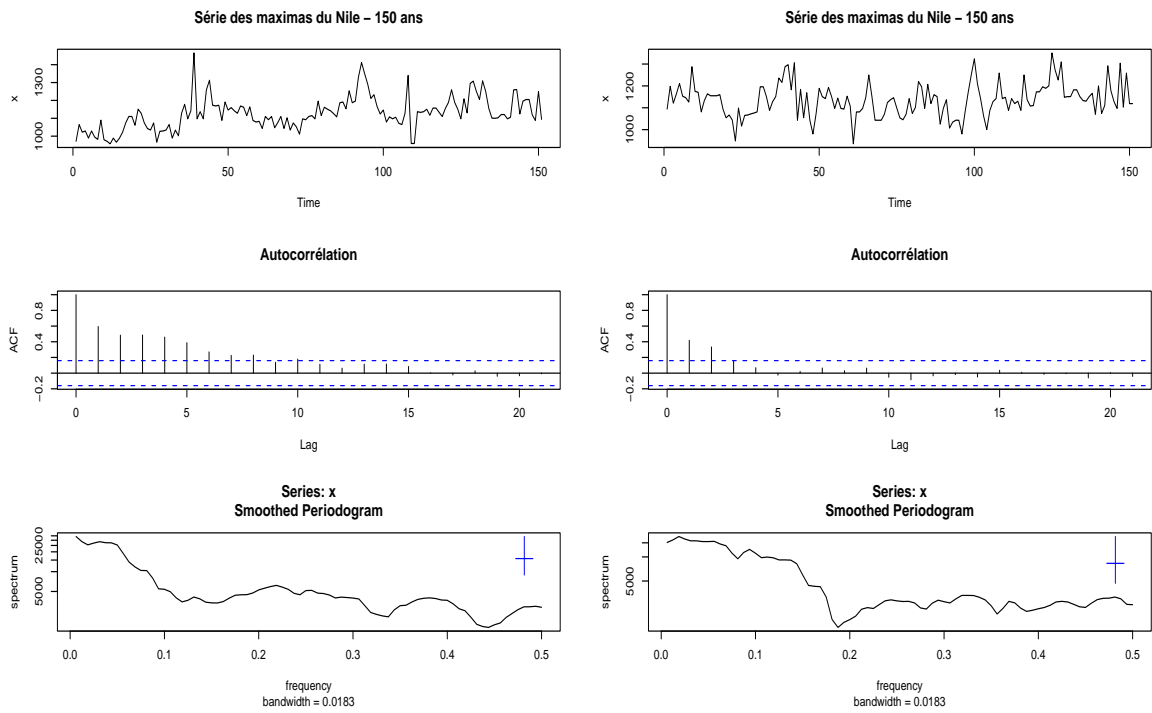 Série des maximas du Nile – 150 ans
x
1000
1300
0
50
100
150
Time
Autocorrélation
ACF
−0.2
0.4
0.8
0
5
10
15
20
Lag
Series: x
Smoothed Periodogram
spectrum
5000
25000
0.0
0.1
0.2
0.3
0.4
0.5
frequency
bandwidth = 0.0183
Série des maximas du Nile – 150 ans
x
1000
1200
0
50
100
150
Time
Autocorrélation
ACF
−0.2
0.4
0.8
0
5
10
15
20
Lag
Series: x
Smoothed Periodogram
spectrum
5000
0.0
0.1
0.2
0.3
0.4
0.5
frequency
bandwidth = 0.0183